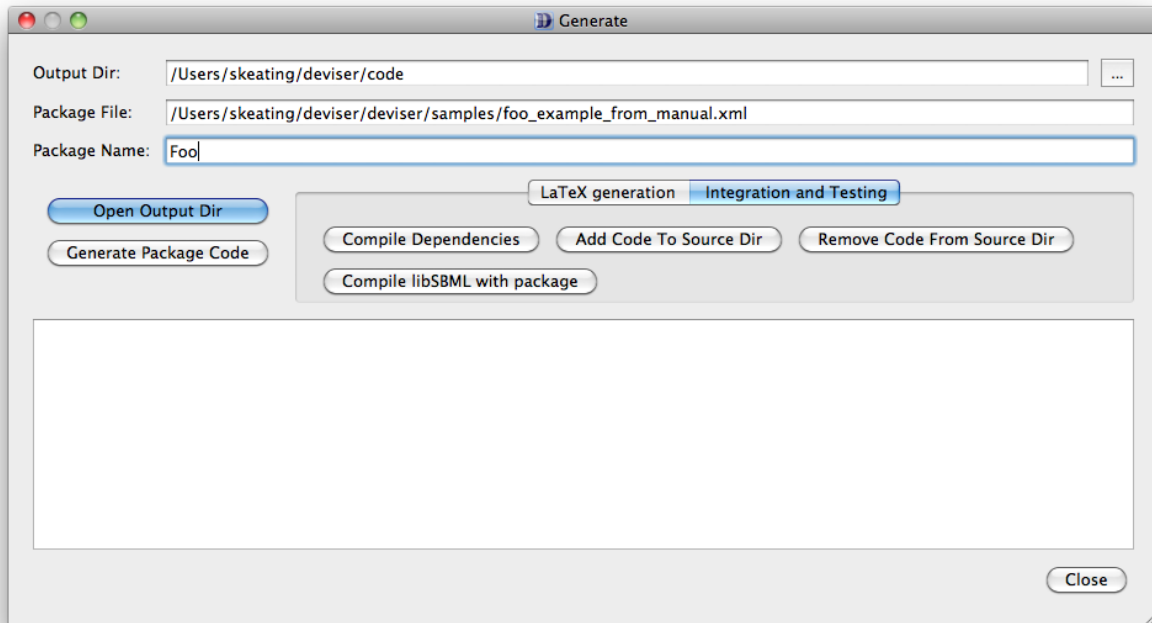 Generate
Output Dir: /Users/skeating/deviser/code ...
Package File: /Users/skeating/deviser/deviser/samples/foo_example_from_manual.xml
Package Name: Foo
LaTeX generation Integration and Testing
Open Output Dir
Generate Package Code
Compile Dependencies Add Code To Source Dir Remove Code From Source Dir
Compile libSBML with package
Close